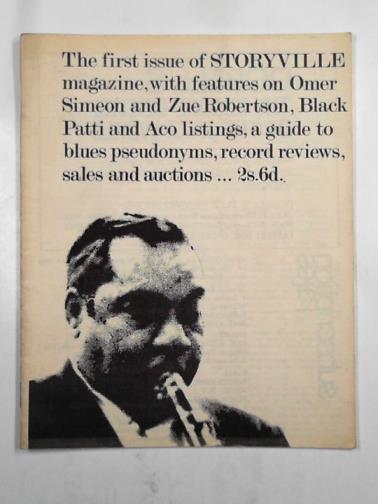 The first issue of STORYVILLE
magazine, with features on Omer
Simeon and Zue Robertson, Black
Patti and Aco listings, a guide to
blues pseudonyms, record reviews,
sales and auctions ... 2s.6d.